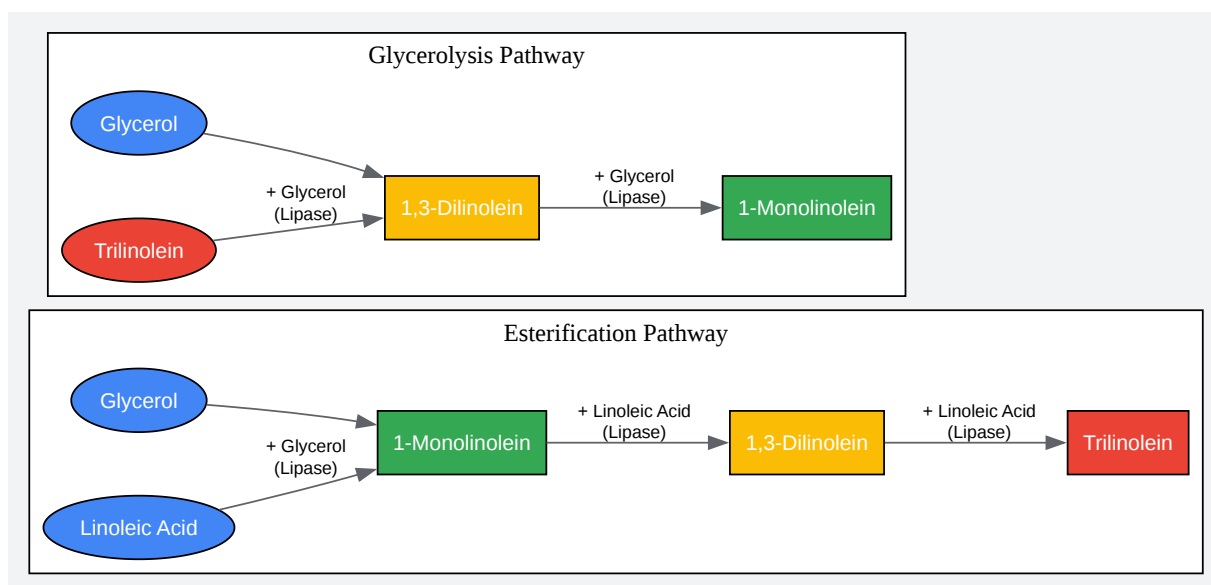 Glycerolysis Pathway
Glycerol
+ Glycerol
(Lipase)
Trilinolein
1,3-Dilinolein
+ Glycerol
(Lipase)
1-Monolinolein
Esterification Pathway
Glycerol
+ Glycerol
(Lipase)
Linoleic Acid
1-Monolinolein
+ Linoleic Acid
(Lipase)
1,3-Dilinolein
+ Linoleic Acid
(Lipase)
Trilinolein